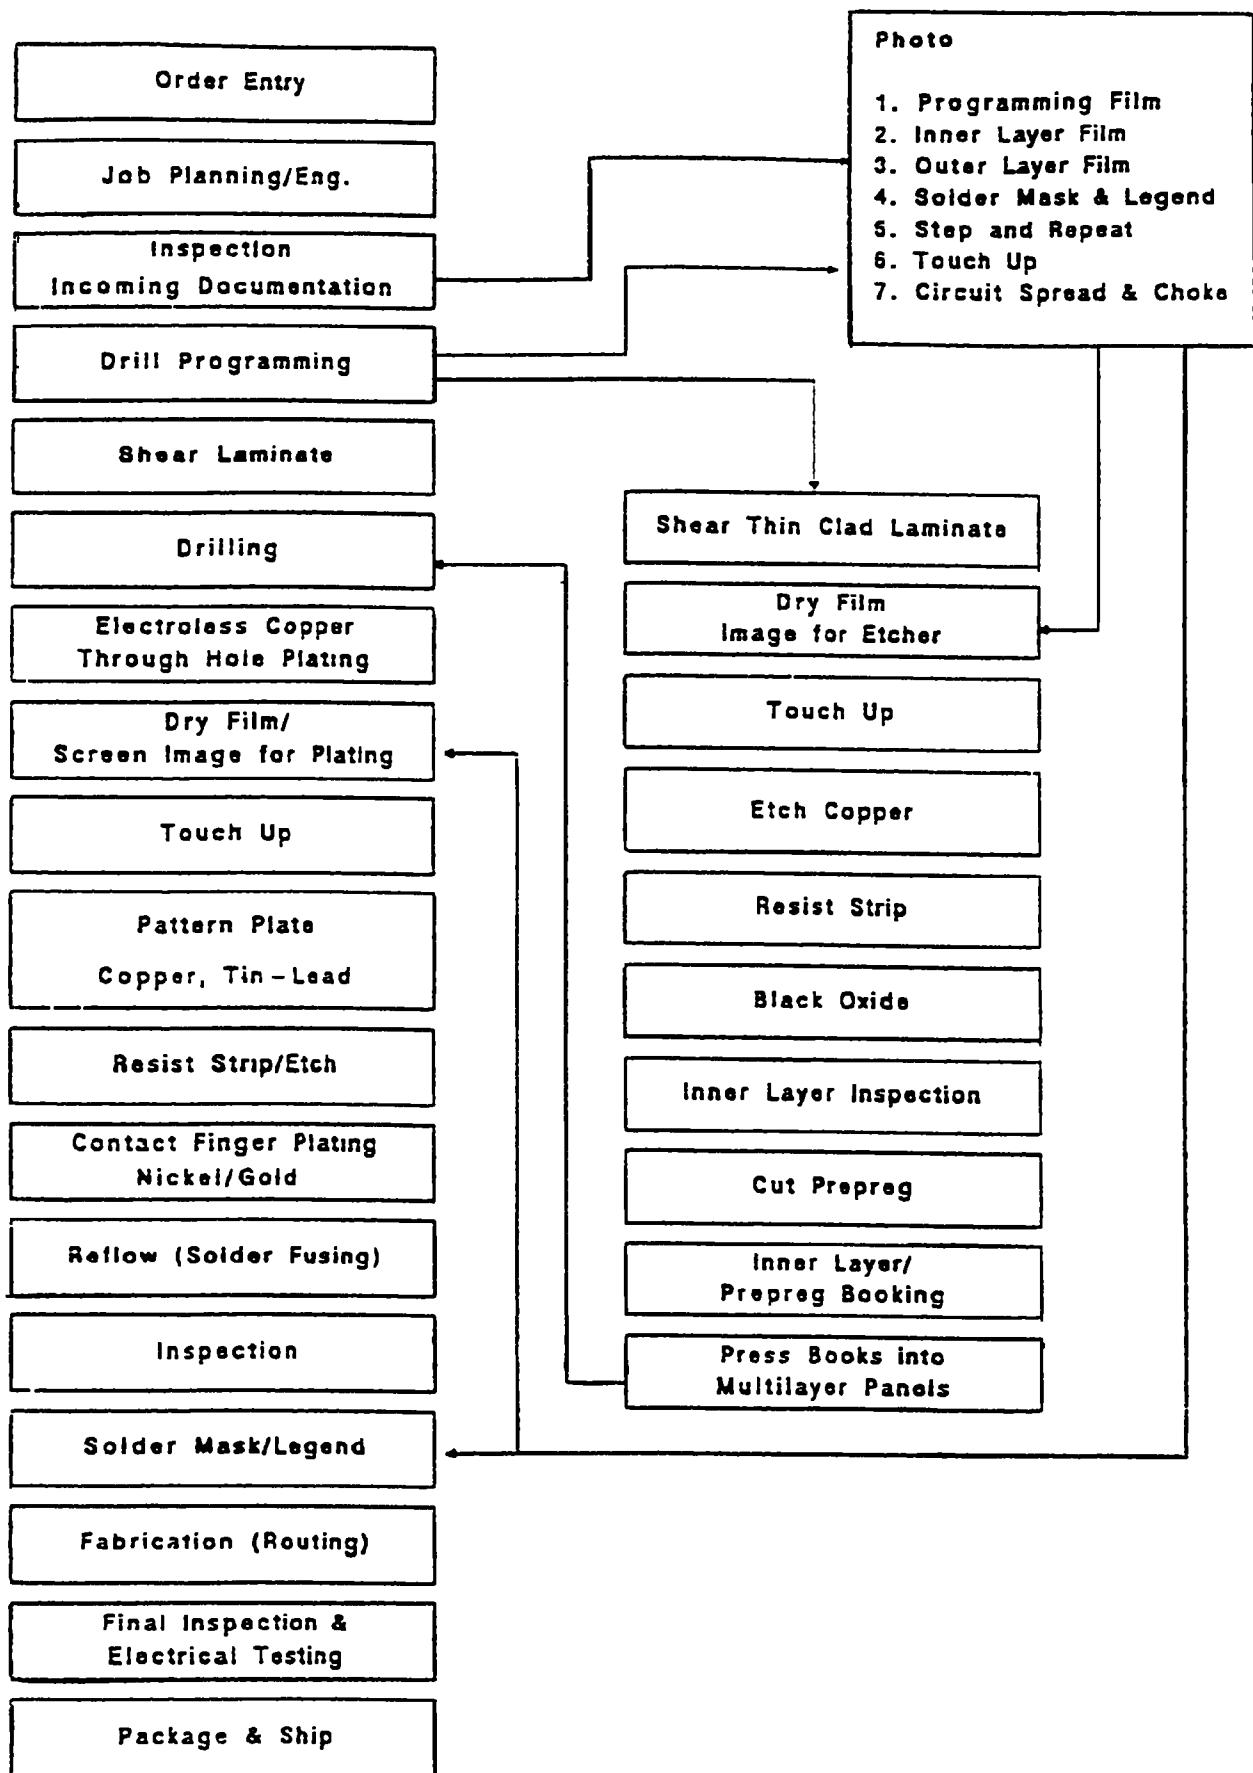 Order Entry
Job Planning/Eng.
Inspection
Incoming Documentation
Drill Programming
Shear Laminate
Drilling
Electroless Copper
Through Hole Plating
Dry Film/
Screen Image for Plating
Touch Up
Pattern Plate
Copper, Tin-Lead
Resist Strip/Etch
Contact Finger Plating
Nickel/Gold
Reflow (Solder Fusing)
Inspection
Solder Mask/Legend
Fabrication (Routing)
Final Inspection &
Electrical Testing
Package & Ship
Photo
1. Programming Film
2. Inner Layer Film
3. Outer Layer Film
4. Solder Mask & Legend
5. Step and Repeat
6. Touch Up
7. Circuit Spread & Choke
Shear Thin Clad Laminate
Dry Film
Image for Etcher
Touch Up
Etch Copper
Resist Strip
Black Oxide
Inner Layer Inspection
Cut Prepreg
Inner Layer/
Prepreg Booking
Press Books into
Multilayer Panels